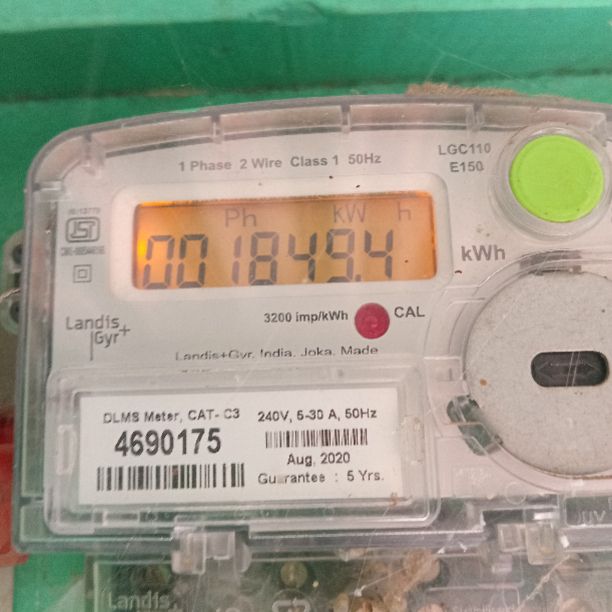 1 Phase 2 Wire Class 1 50Hz
LGC110
E150
Ph kW h
001849.4
kWh
3200 imp/kWh
CAL
Landis
Gyr+
Landis+Gyr, India, Joka, Made
DLMS Meter, CAT- C3
240V, 5-30 A, 50Hz
4690175
Aug, 2020
Guarantee : 5 Yrs.
Landis